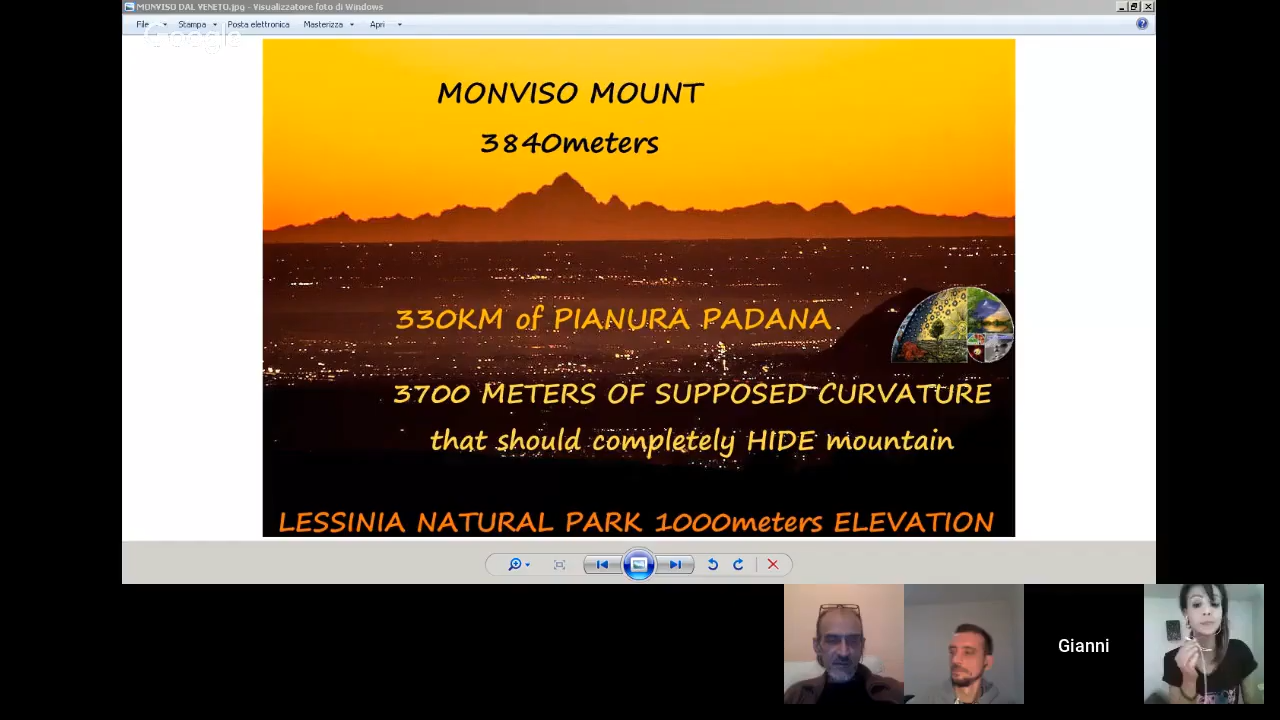 MONVISO DAL VENETO.jpg - Visualizzatore foto di Windows
File Stampa Posta elettronica Masterizza Apri
Google
MONVISO MOUNT
3840meters
330KM of PIANURA PADANA
3700 METERS OF SUPPOSED CURVATURE
that should completely HIDE mountain
LESSINIA NATURAL PARK 1000meters ELEVATION
Gianni